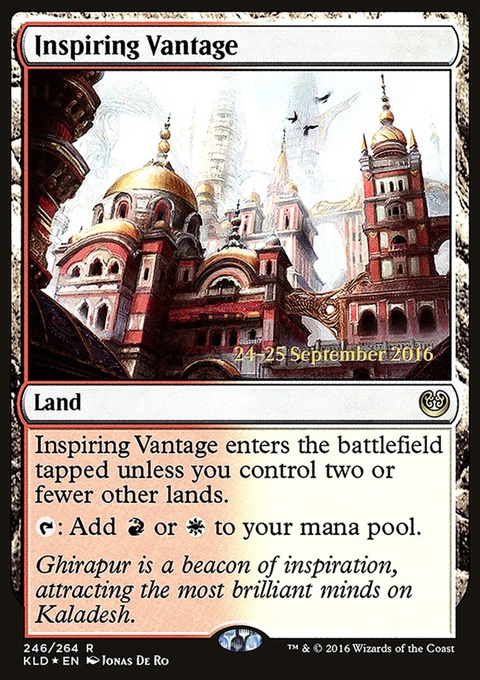 Inspiring Vantage
24-25 September 2016
Land
Inspiring Vantage enters the battlefield
tapped unless you control two or
fewer other lands.
: Add or to your mana pool.
Ghirapur is a beacon of inspiration,
attracting the most brilliant minds on
Kaladesh.
246/264 R
KLD ★ EN Jonas De Ro
™ & © 2016 Wizards of the Coast